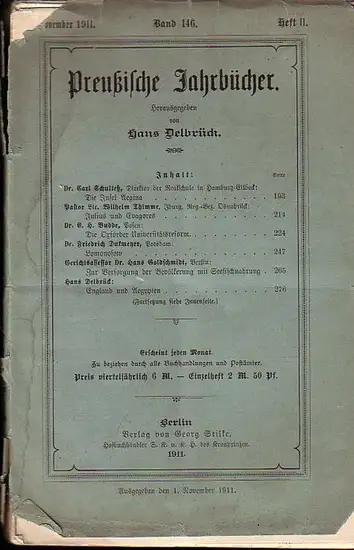 November 1911. Band 146. Heft II.
Preußische Jahrbücher.
Herausgegeben
von
Hans Delbrück.
Inhalt:
Seite
Dr. Carl Schulteß, Direktor der Realschule in Hamburg-Eilbeck:
Die Insel Aegina . . . . . . . . 193
Pastor Lic. Wilhelm Thimme, Iburg, Reg.-Bez. Osnabrück:
Julius und Evagoras . . . . . . . . 214
Dr. G. H. Budde, Posen:
Die Oxforder Universitätsreform . . . . . . . . 224
Dr. Friedrich Dukmeyer, Potsdam:
Lomonossow . . . . . . . . 247
Gerichtsassessor Dr. Hans Goldschmidt, Berlin:
Zur Versorgung der Bevölkerung mit Seefischnahrung . 265
Hans Delbrück:
England und Aegypten . . . . . . . . 276
(Fortsetzung siehe Innenseite.)
Erscheint jeden Monat.
Zu beziehen durch alle Buchhandlungen und Postämter.
Preis vierteljährlich 6 M. — Einzelheft 2 M. 50 Pf.
Berlin
Verlag von Georg Stilke,
Hofbuchhändler S. K. u. K. H. des Kronprinzen.
1911.
Ausgegeben den 1. November 1911.